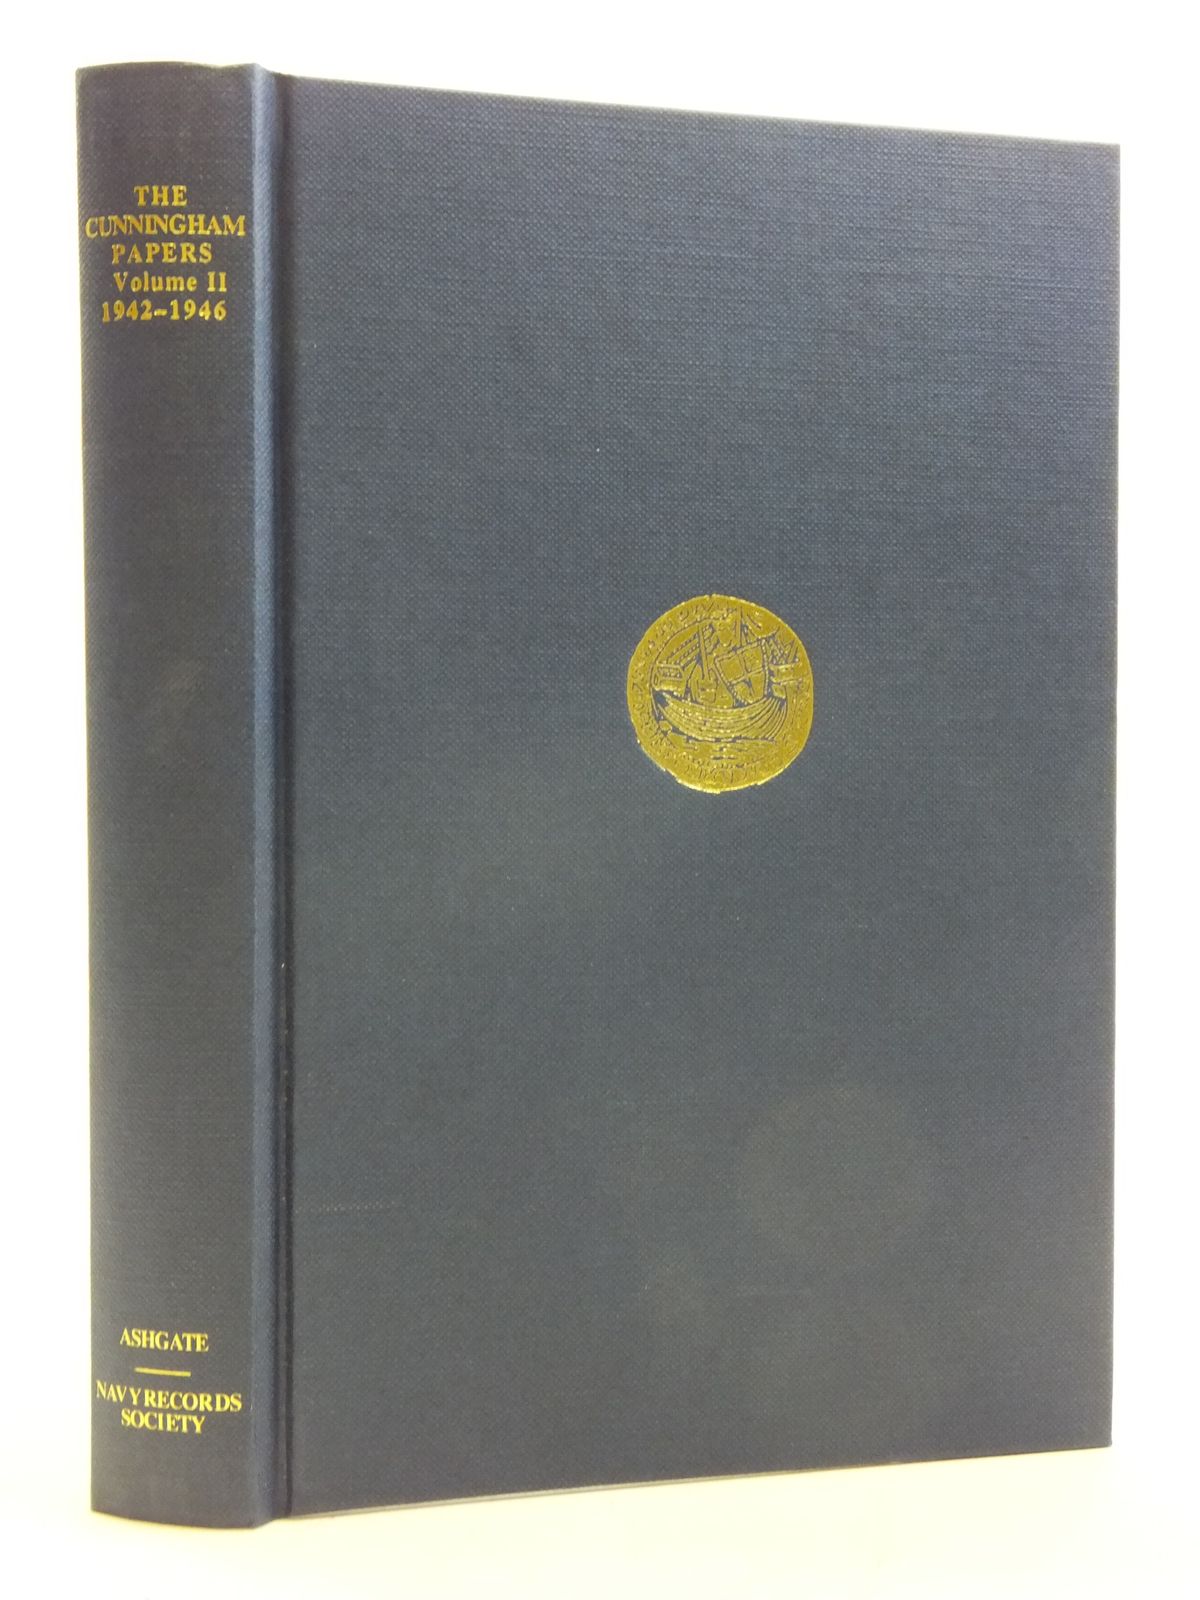 THE
CUNNINGHAM
PAPERS
Volume II
1942-1946
ASHGATE
NAVY RECORDS
SOCIETY